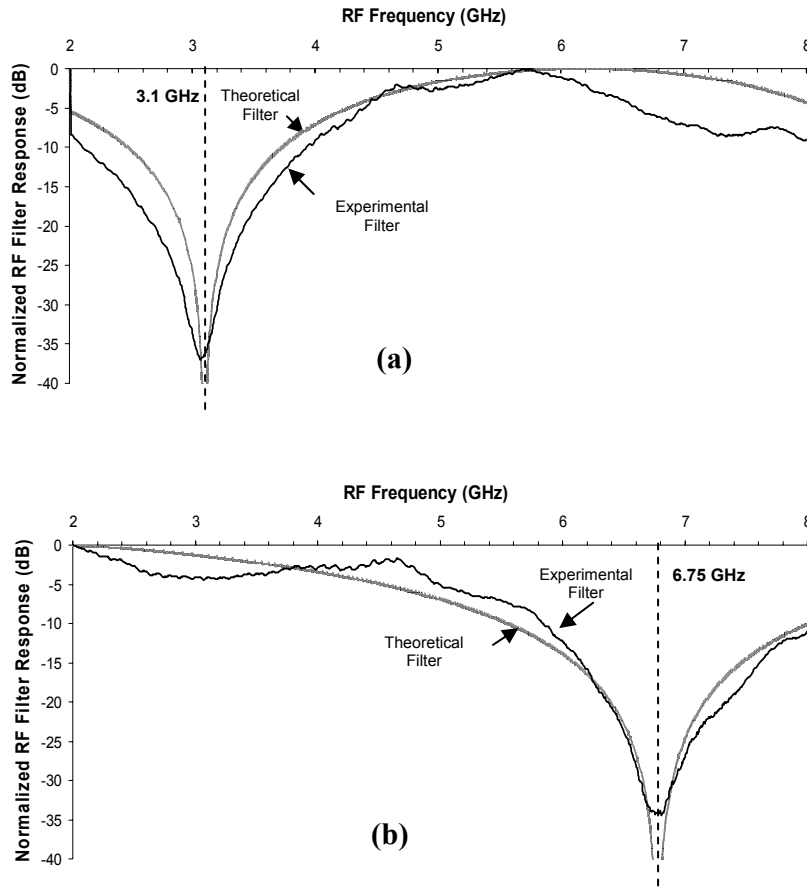 RF Frequency (GHz)
2 3 4 5 6 7 8
Normalized RF Filter Response (dB)
0
-5
-10
-15
-20
-25
-30
-35
-40
3.1 GHz
Theoretical
Filter
Experimental
Filter
(a)
RF Frequency (GHz)
2 3 4 5 6 7 8
Normalized RF Filter Response (dB)
0
-5
-10
-15
-20
-25
-30
-35
-40
Experimental
Filter
6.75 GHz
Theoretical
Filter
(b)